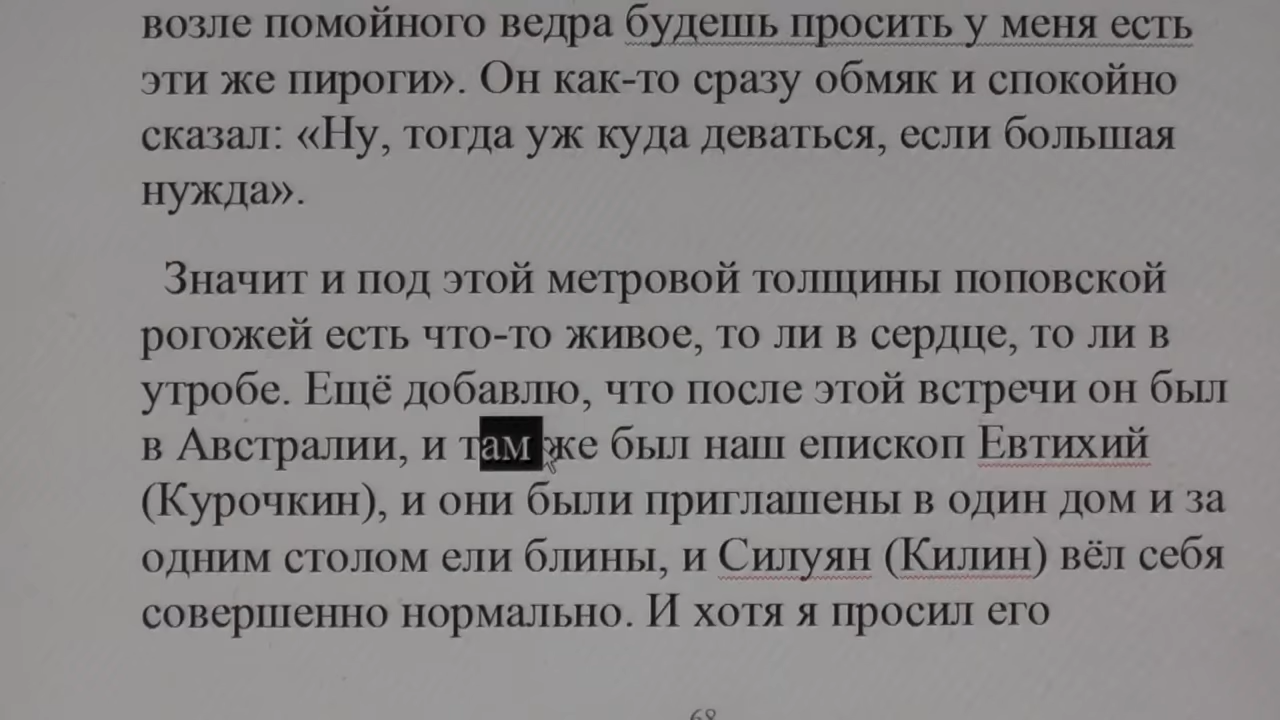 возле помойного ведра будешь просить у меня есть
эти же пироги». Он как-то сразу обмяк и спокойно
сказал: «Ну, тогда уж куда деваться, если большая
нужда».
Значит и под этой метровой толщины поповской
рогожей есть что-то живое, то ли в сердце, то ли в
утробе. Ещё добавлю, что после этой встречи он был
в Австралии, и там же был наш епископ Евтихий
(Курочкин), и они были приглашены в один дом и за
одним столом ели блины, и Силуян (Килин) вёл себя
совершенно нормально. И хотя я просил его
68